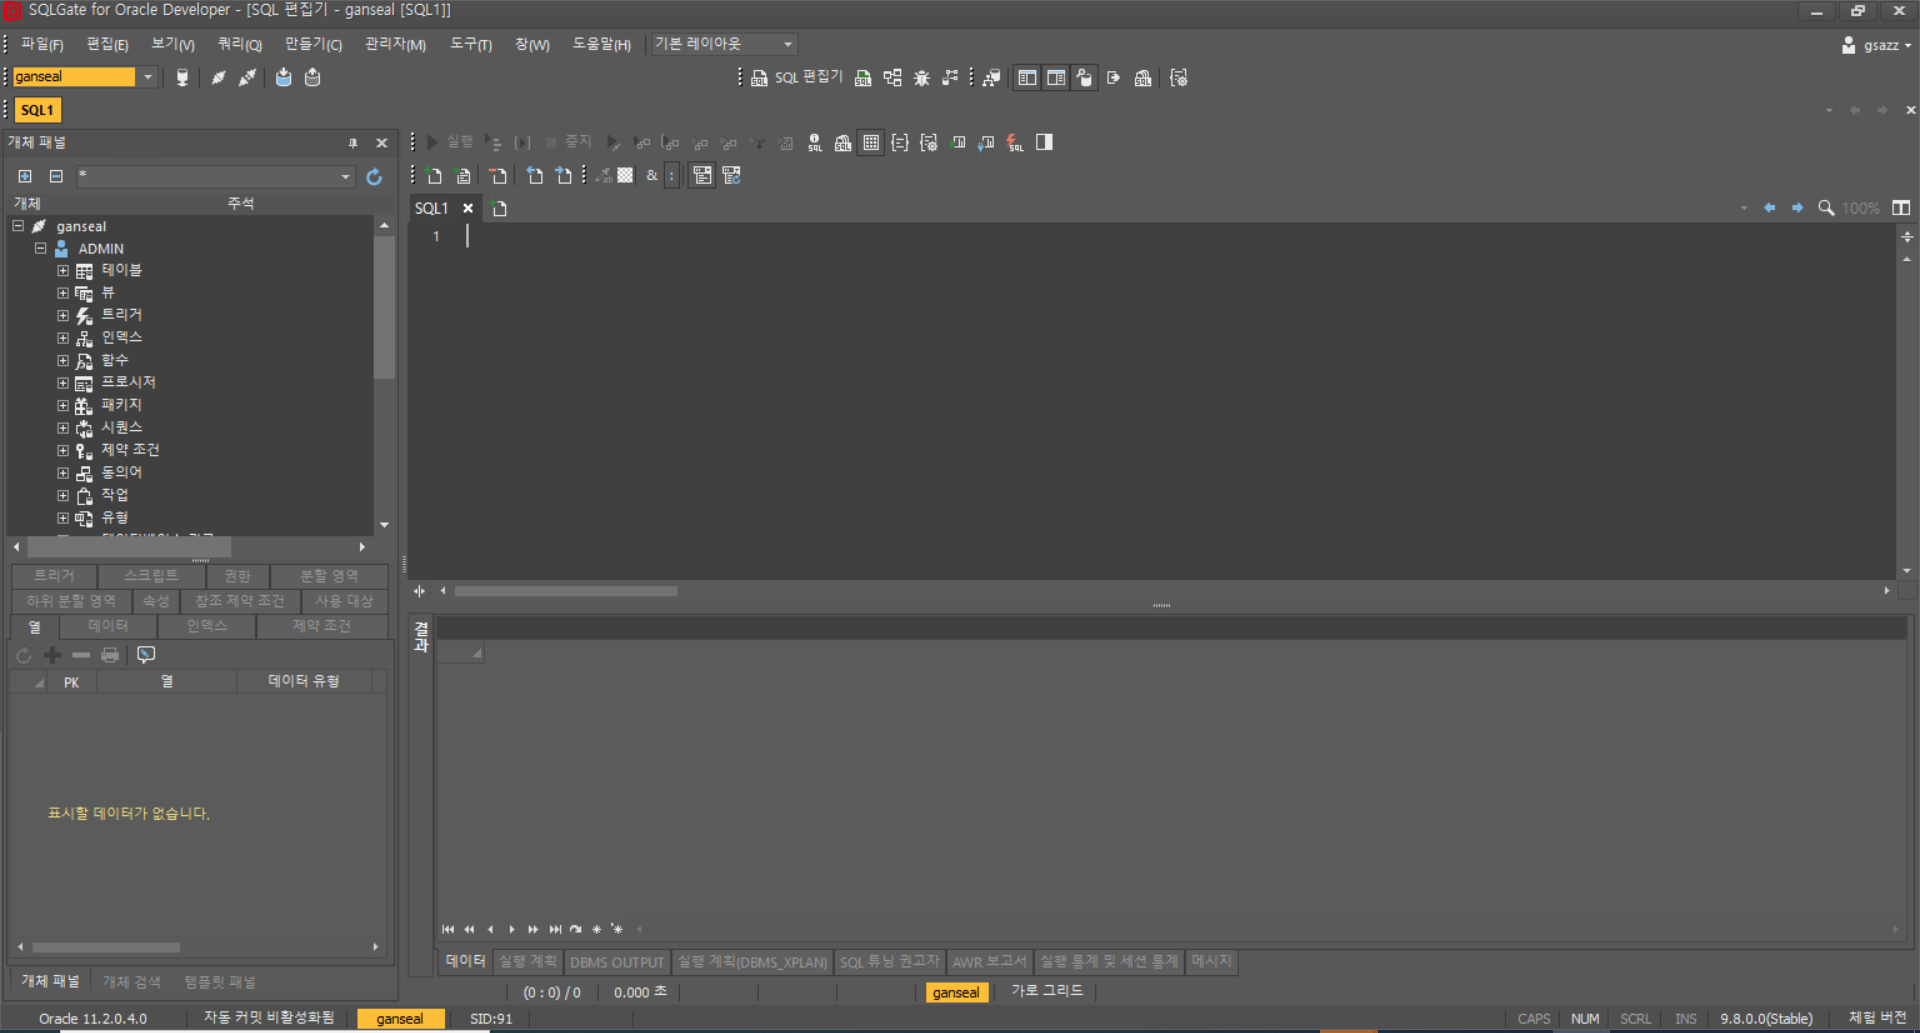 SQLGate for Oracle Developer - [SQL 편집기 - ganseal [SQL1]]
파일(F) 편집(E) 보기(V) 쿼리(Q) 만들기(C) 관리자(M) 도구(T) 창(W) 도움말(H) 기본 레이아웃 gsazz
ganseal SQL 편집기
SQL1
개체 패널
실행 중지
*
&  :
개체 주석
SQL1 100%
ganseal
1
ADMIN
테이블
뷰
트리거
인덱스
함수
프로시저
패키지
시퀀스
제약 조건
동의어
작업
유형
트리거 스크립트 권한 분할 영역
하위 분할 영역 속성 참조 제약 조건 사용 대상
열 데이터 인덱스 제약 조건
결과
PK 열 데이터 유형
표시할 데이터가 없습니다.
데이터 실행 계획 DBMS OUTPUT 실행 계획(DBMS_XPLAN) SQL 튜닝 권고자 AWR 보고서 실행 통계 및 세션 통계 메시지
개체 패널 개체 검색 템플릿 패널
(0 : 0) / 0 0.000 초 ganseal 가로 그리드
Oracle 11.2.0.4.0 자동 커밋 비활성화됨 ganseal SID:91 CAPS NUM SCRL INS 9.8.0.0(Stable) 체험 버전